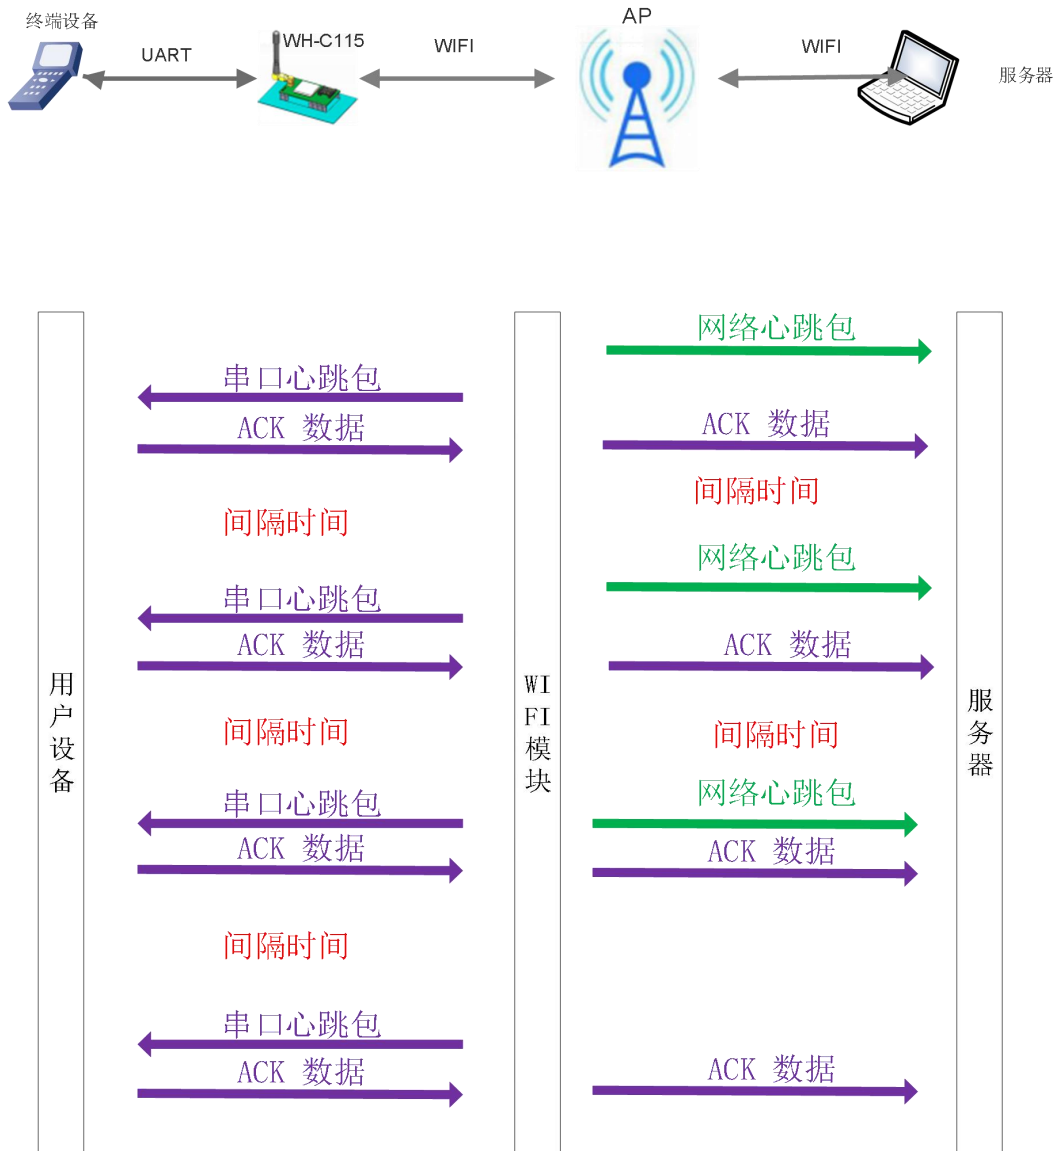 终端设备
UART
WH-C115
WIFI
AP
WIFI
服务器
网络心跳包
串口心跳包
ACK 数据
ACK 数据
间隔时间
间隔时间
网络心跳包
串口心跳包
ACK 数据
ACK 数据
用户设备
WI
FI
模块
服务器
间隔时间
间隔时间
网络心跳包
串口心跳包
ACK 数据
ACK 数据
间隔时间
串口心跳包
ACK 数据
ACK 数据